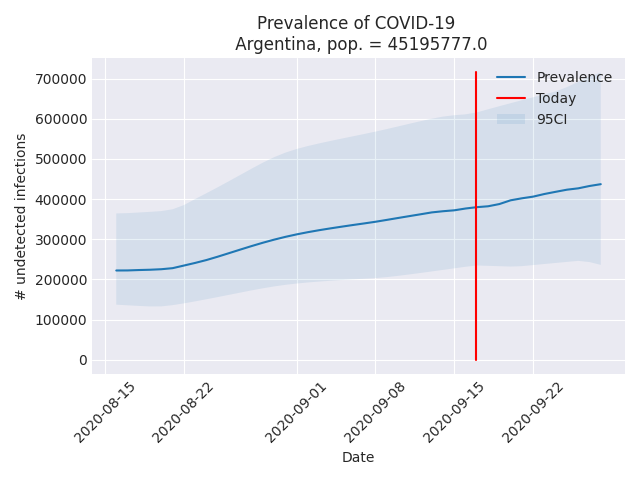 Prevalence of COVID-19
Argentina, pop. = 45195777.0
Prevalence
Today
95CI
# undetected infections
700000
600000
500000
400000
300000
200000
100000
0
2020-08-15
2020-08-22
2020-09-01
2020-09-08
2020-09-15
2020-09-22
Date